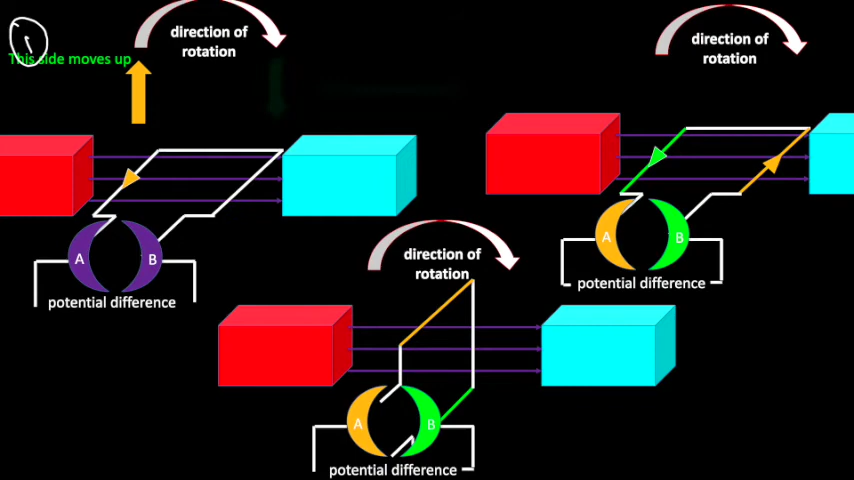 1
This side moves up
direction of
rotation
A
B
potential difference
direction of
rotation
A
B
potential difference
direction of
rotation
A
B
potential difference